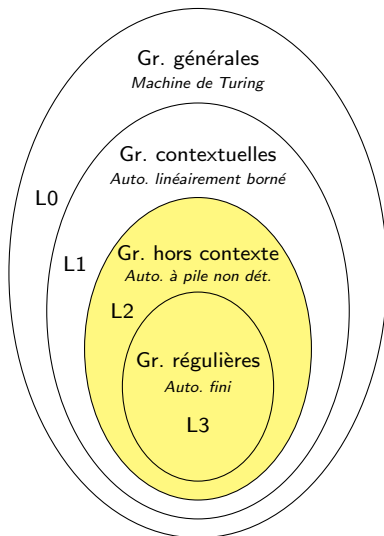 Gr. générales
Machine de Turing
Gr. contextuelles
Auto. linéairement borné
L0
Gr. hors contexte
L1
Auto. à pile non dét.
L2
Gr. régulières
Auto. fini
L3